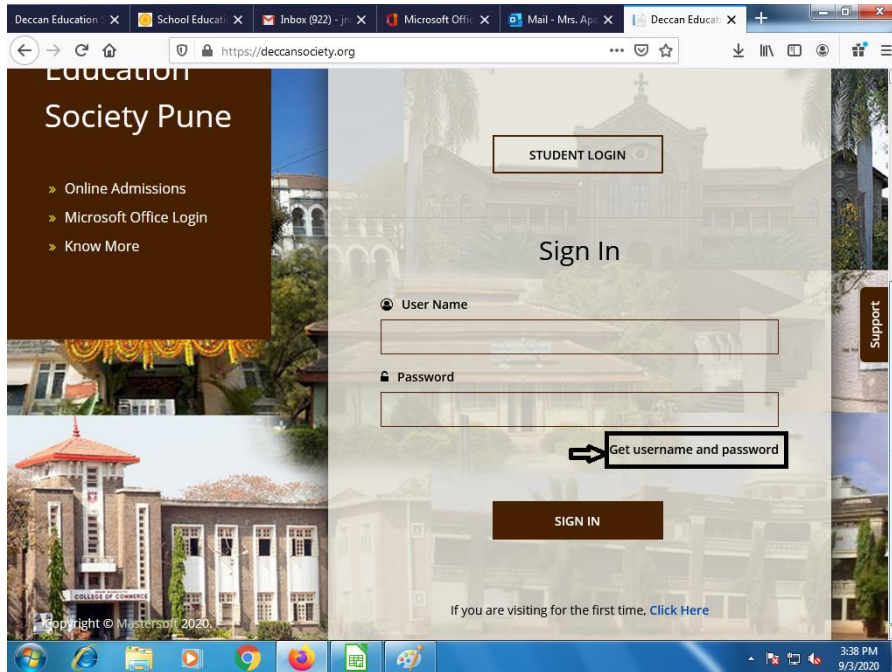 Deccan Education
School Educati
Inbox (922) - jn
Microsoft Offic
Mail - Mrs. Apa
Deccan Educati
https://deccansociety.org
Education
Society Pune
» Online Admissions
» Microsoft Office Login
» Know More
STUDENT LOGIN
Sign In
User Name
Password
Get username and password
SIGN IN
If you are visiting for the first time, Click Here
Support
COLLEGE OF COMMERCE
Copyright © Mastersoft 2020.
3:38 PM
9/3/2020